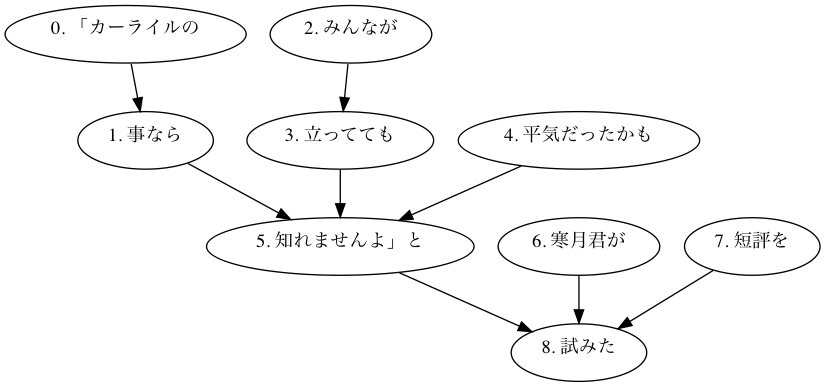 0. 「カーライルの
2. みんなが
1. 事なら
3. 立ってても
4. 平気だったかも
5. 知れませんよ」と
6. 寒月君が
7. 短評を
8. 試みた